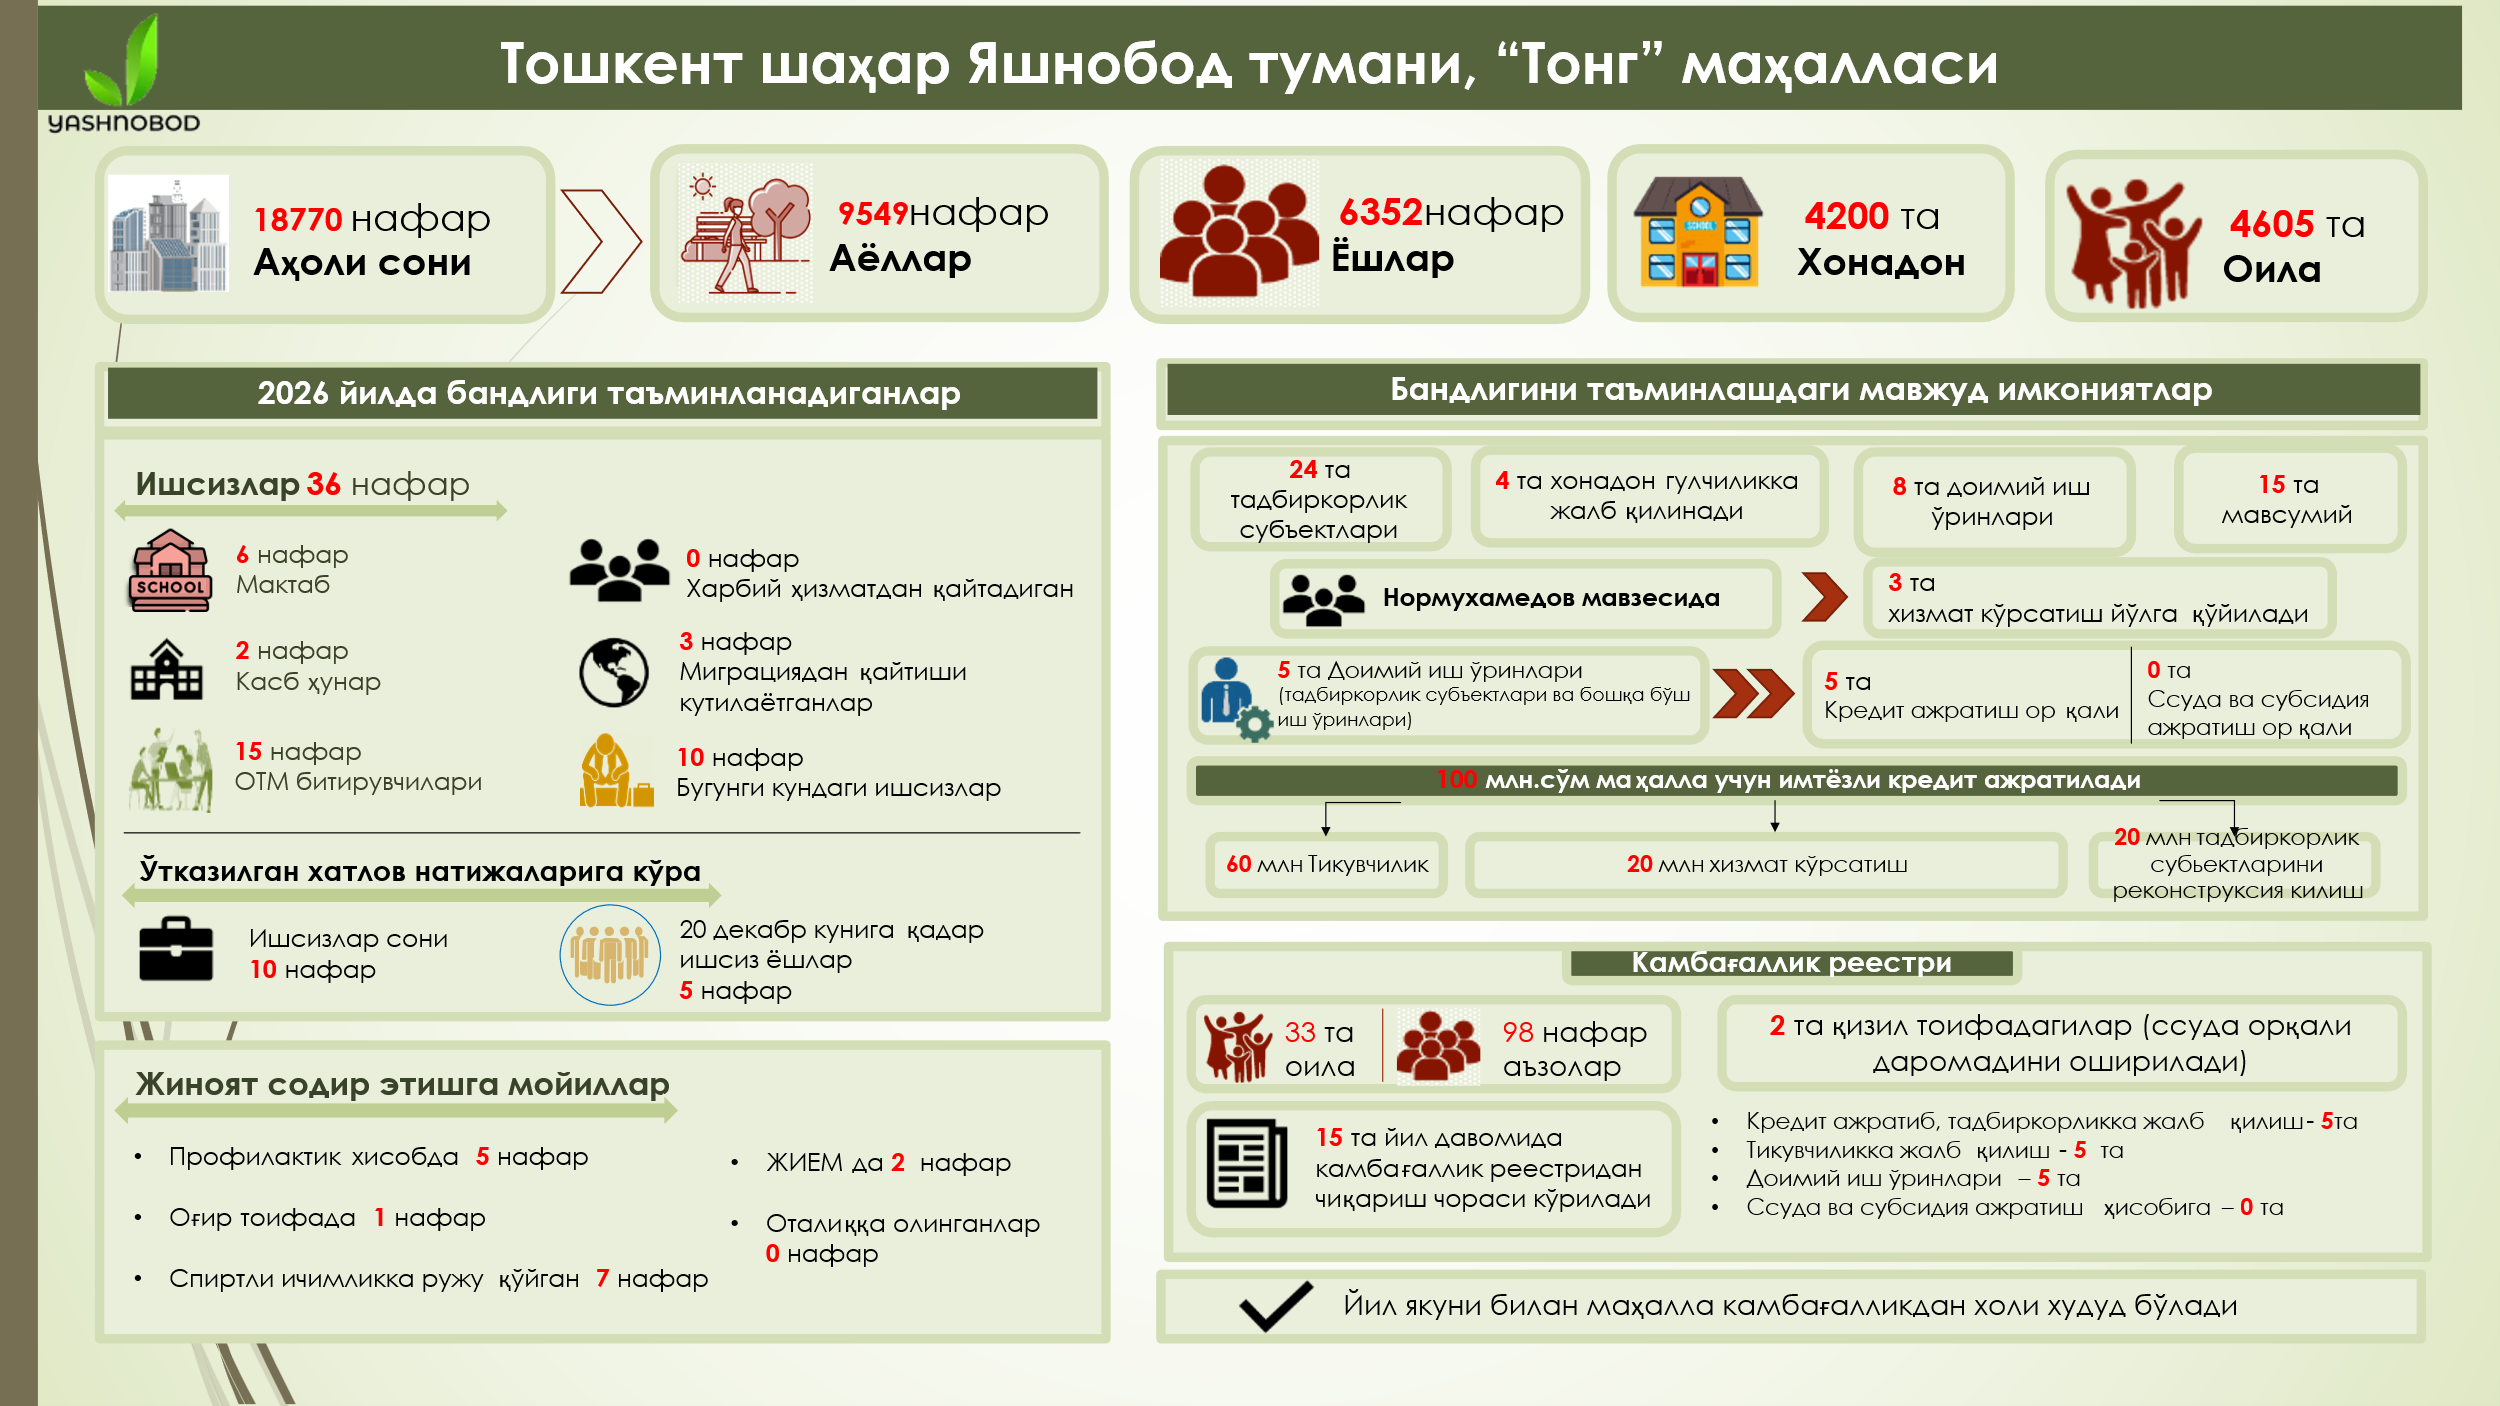 Тошкент шаҳар Яшнобод тумани, “Тонг” маҳалласи
YASHNOBOD
18770 нафар
Аҳоли сони
9549нафар
Аёллар
6352нафар
Ёшлар
SCHOOL
4200 та
Хонадон
4605 та
Оила
2026 йилда бандлиги таъминланадиганлар
Ишсизлар 36 нафар
SCHOOL
6 нафар
Мактаб
0 нафар
Харбий ҳизматдан қайтадиган
2 нафар
Касб ҳунар
3 нафар
Миграциядан қайтиши
кутилаётганлар
15 нафар
ОТМ битирувчилари
10 нафар
Бугунги кундаги ишсизлар
Ўтказилган хатлов натижаларига кўра
Ишсизлар сони
10 нафар
20 декабр кунига қадар
ишсиз ёшлар
5 нафар
Жиноят содир этишга мойиллар
• Профилактик хисобда 5 нафар
• Оғир тоифада 1 нафар
• Спиртли ичимликка ружу қўйган 7 нафар
• ЖИЕМ да 2 нафар
• Оталиққа олинганлар
0 нафар
Бандлигини таъминлашдаги мавжуд имкониятлар
24 та
тадбиркорлик
субъектлари
4 та хонадон гулчиликка
жалб қилинади
8 та доимий иш
ўринлари
15 та
мавсумий
Нормухамедов мавзесида
3 та
хизмат кўрсатиш йўлга қўйилади
5 та Доимий иш ўринлари
(тадбиркорлик субъектлари ва бошқа бўш
иш ўринлари)
5 та
Кредит ажратиш ор қали
0 та
Ссуда ва субсидия
ажратиш ор қали
100 млн.сўм маҳалла учун имтёзли кредит ажратилади
60 млн Тикувчилик
20 млн хизмат кўрсатиш
20 млн тадбиркорлик
субьектларини
реконструксия килиш
Камбағаллик реестри
33 та
оила
98 нафар
аъзолар
2 та қизил тоифадагилар (ссуда орқали
даромадини оширилади)
15 та йил давомида
камбағаллик реестридан
чиқариш чораси кўрилади
• Кредит ажратиб, тадбиркорликка жалб қилиш- 5та
• Тикувчиликка жалб қилиш - 5 та
• Доимий иш ўринлари – 5 та
• Ссуда ва субсидия ажратиш ҳисобига – 0 та
Йил якуни билан маҳалла камбағалликдан холи худуд бўлади